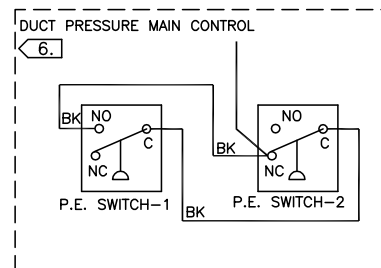 DUCT PRESSURE MAIN CONTROL
6.
NO
NO
BK
C
C
BK
NC
NC
P.E. SWITCH-1
P.E. SWITCH-2
BK